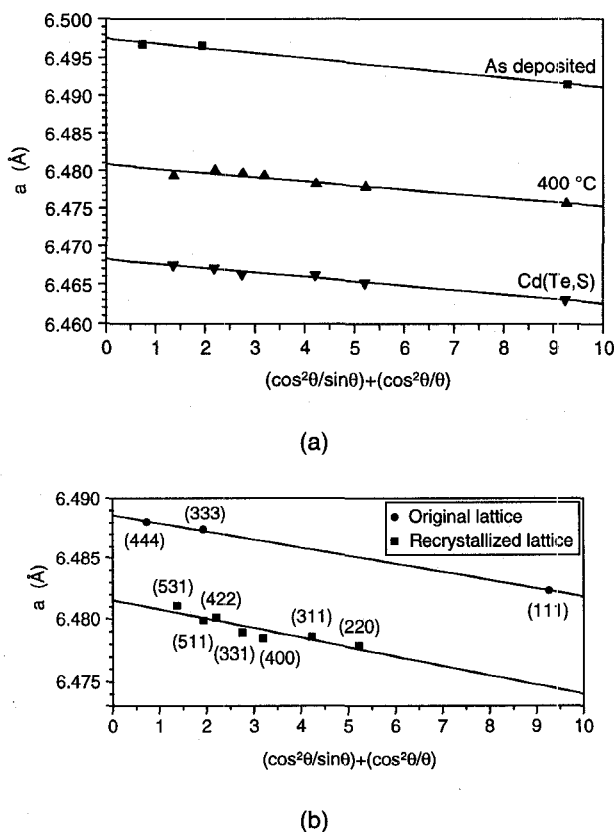 6.500
6.495
6.490
6.480
6.475
6.470
6.465
6.460
a (Å)
As deposited
400 °C
Cd(Te,S)
0 1 2 3 4 5 6 7 8 9 10
(cos²θ/sinθ)+(cos²θ/θ)
(a)
6.490
6.485
6.480
6.475
a (Å)
● Original lattice
■ Recrystallized lattice
(444)
(333)
(111)
(531)
(422)
(511)
(331)
(400)
(311)
(220)
0 1 2 3 4 5 6 7 8 9 10
(cos²θ/sinθ)+(cos²θ/θ)
(b)